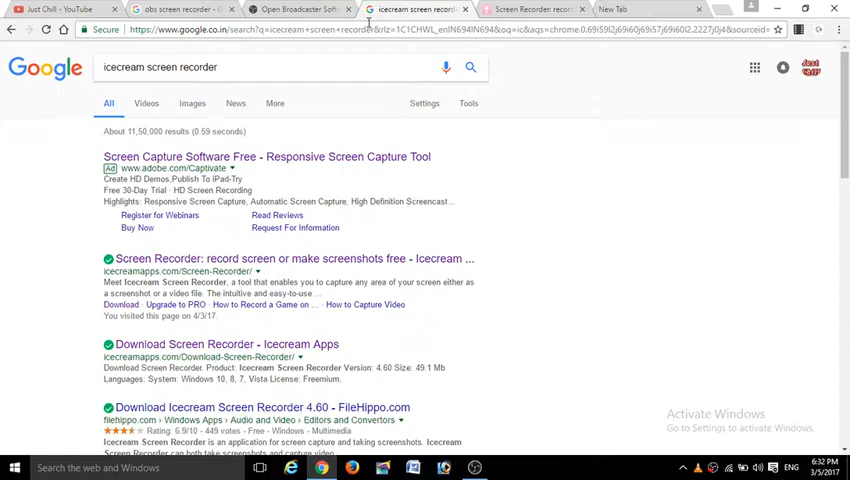 Just Chill - YouTube
obs screen recorder - G
Open Broadcaster Softw
icecream screen record
Screen Recorder: recor
New Tab
Secure
https://www.google.co.in/search?q=icecream+screen+recorder&rlz=1C1CHWL_enIN694IN694&oq=ic&aqs=chrome.0.69i59j69i60j69i57j69i60l2.2227j0j4&sourceid=
Google
icecream screen recorder
All
Videos
Images
News
More
Settings
Tools
Just Chill
About 11,50,000 results (0.59 seconds)
Screen Capture Software Free - Responsive Screen Capture Tool
Ad www.adobe.com/Captivate
Create HD Demos,Publish To iPad-Try
Free 30-Day Trial · HD Screen Recording
Highlights: Responsive Screen Capture, Automatic Screen Capture, High Definition Screencast...
Register for Webinars
Read Reviews
Buy Now
Request For Information
Screen Recorder: record screen or make screenshots free - Icecream ...
icecreamapps.com/Screen-Recorder/
Meet Icecream Screen Recorder, a tool that enables you to capture any area of your screen either as
a screenshot or a video file. The intuitive and easy-to-use ...
Download · Upgrade to PRO · How to Record a Game on ... · How to Capture Video
You visited this page on 4/3/17.
Download Screen Recorder - Icecream Apps
icecreamapps.com/Download-Screen-Recorder/
Download Screen Recorder. Product: Icecream Screen Recorder Version: 4.60 Size: 49.1 Mb
Languages: System: Windows 10, 8, 7, Vista License: Freemium.
Download Icecream Screen Recorder 4.60 - FileHippo.com
filehippo.com › Windows Apps › Audio and Video › Editors and Convertors
Rating: 6.9/10 - 449 votes - Free - Windows - Multimedia
Icecream Screen Recorder is an application for screen capture and taking screenshots. Icecream
Screen Recorder can both capture video and
Activate Windows
Go to Settings to activate Windows.
Search the web and Windows
ENG
6:32 PM
3/5/2017